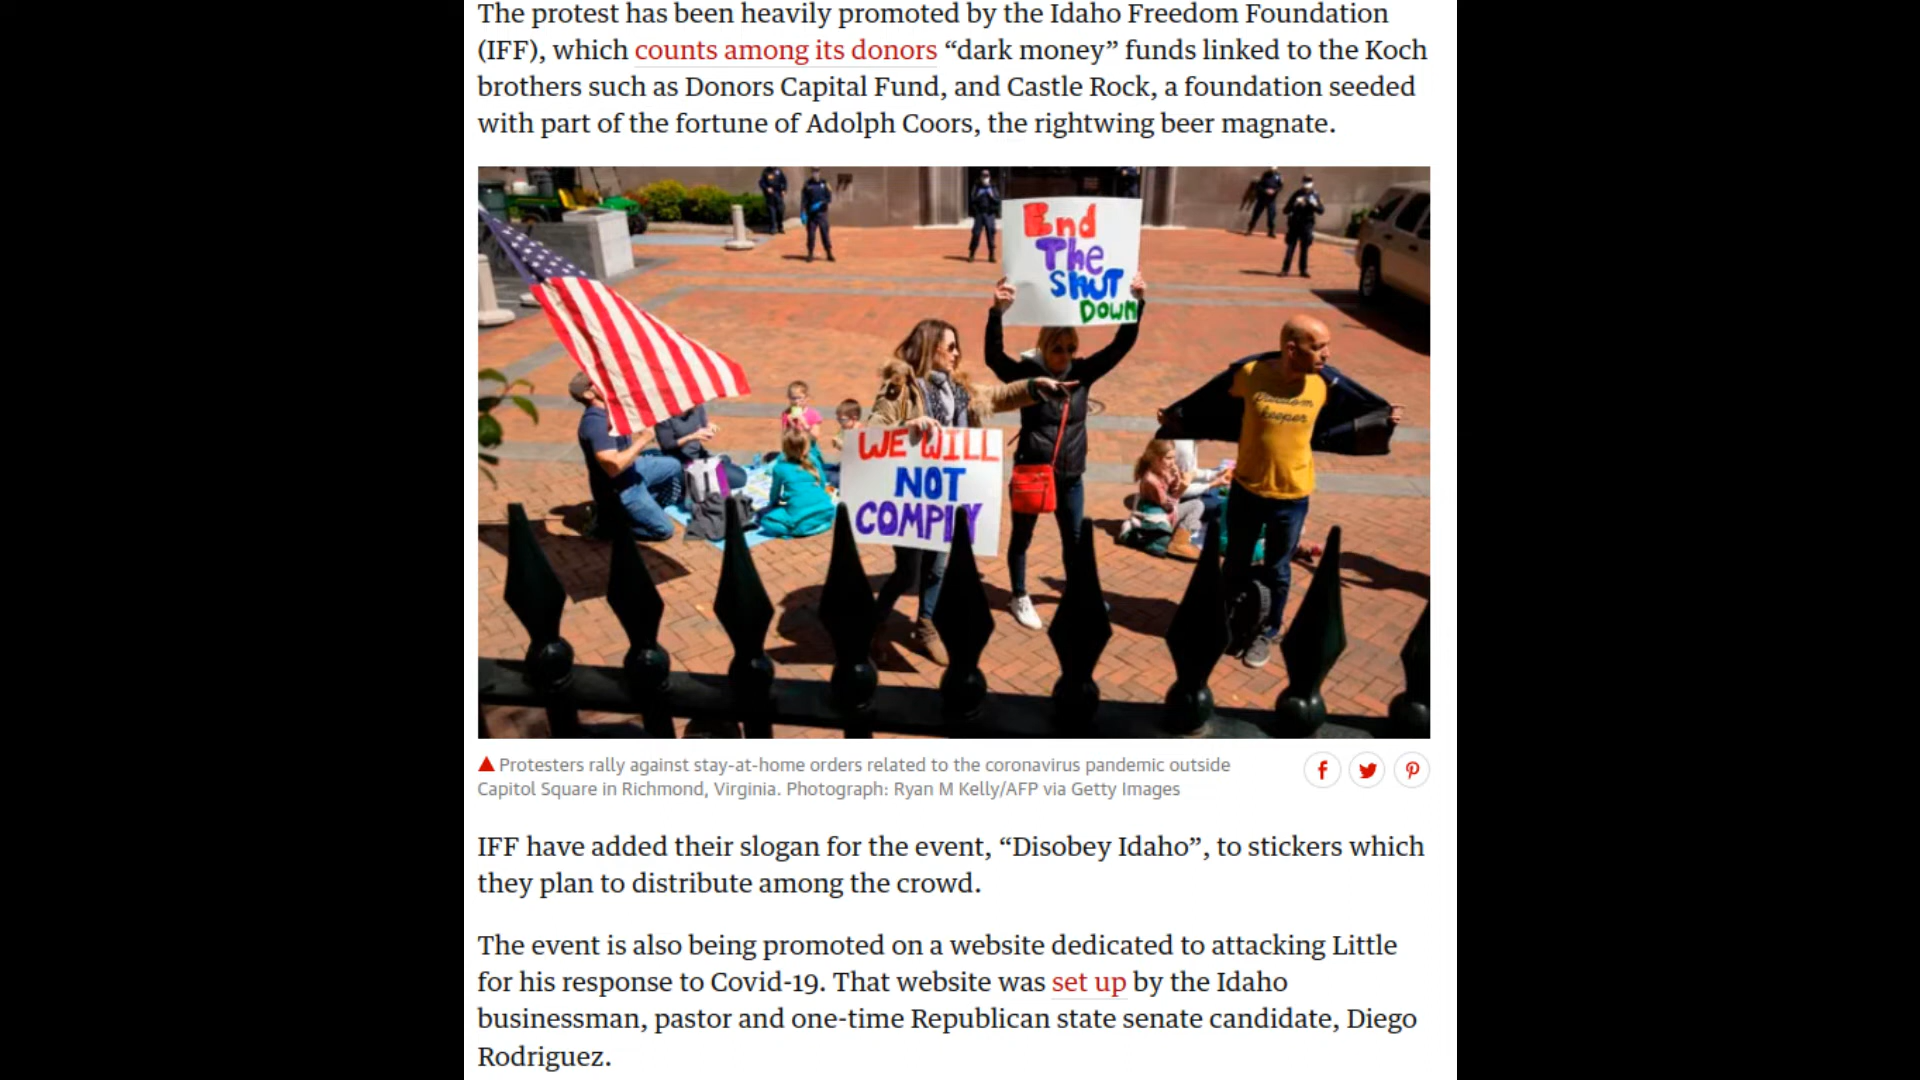 The protest has been heavily promoted by the Idaho Freedom Foundation
(IFF), which counts among its donors “dark money” funds linked to the Koch
brothers such as Donors Capital Fund, and Castle Rock, a foundation seeded
with part of the fortune of Adolph Coors, the rightwing beer magnate.
End
The
SHUT
DOWN
Freedom
keeper
WE WILL
NOT
COMPLY
Protesters rally against stay-at-home orders related to the coronavirus pandemic outside
Capitol Square in Richmond, Virginia. Photograph: Ryan M Kelly/AFP via Getty Images
IFF have added their slogan for the event, “Disobey Idaho”, to stickers which
they plan to distribute among the crowd.
The event is also being promoted on a website dedicated to attacking Little
for his response to Covid-19. That website was set up by the Idaho
businessman, pastor and one-time Republican state senate candidate, Diego
Rodriguez.